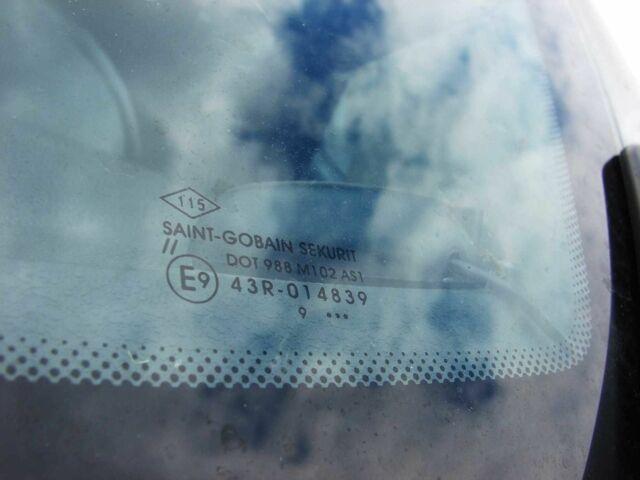 115
SAINT-GOBAIN SEKURIT
//
DOT 988 M102 AS1
E9 43R-014839
9 •••